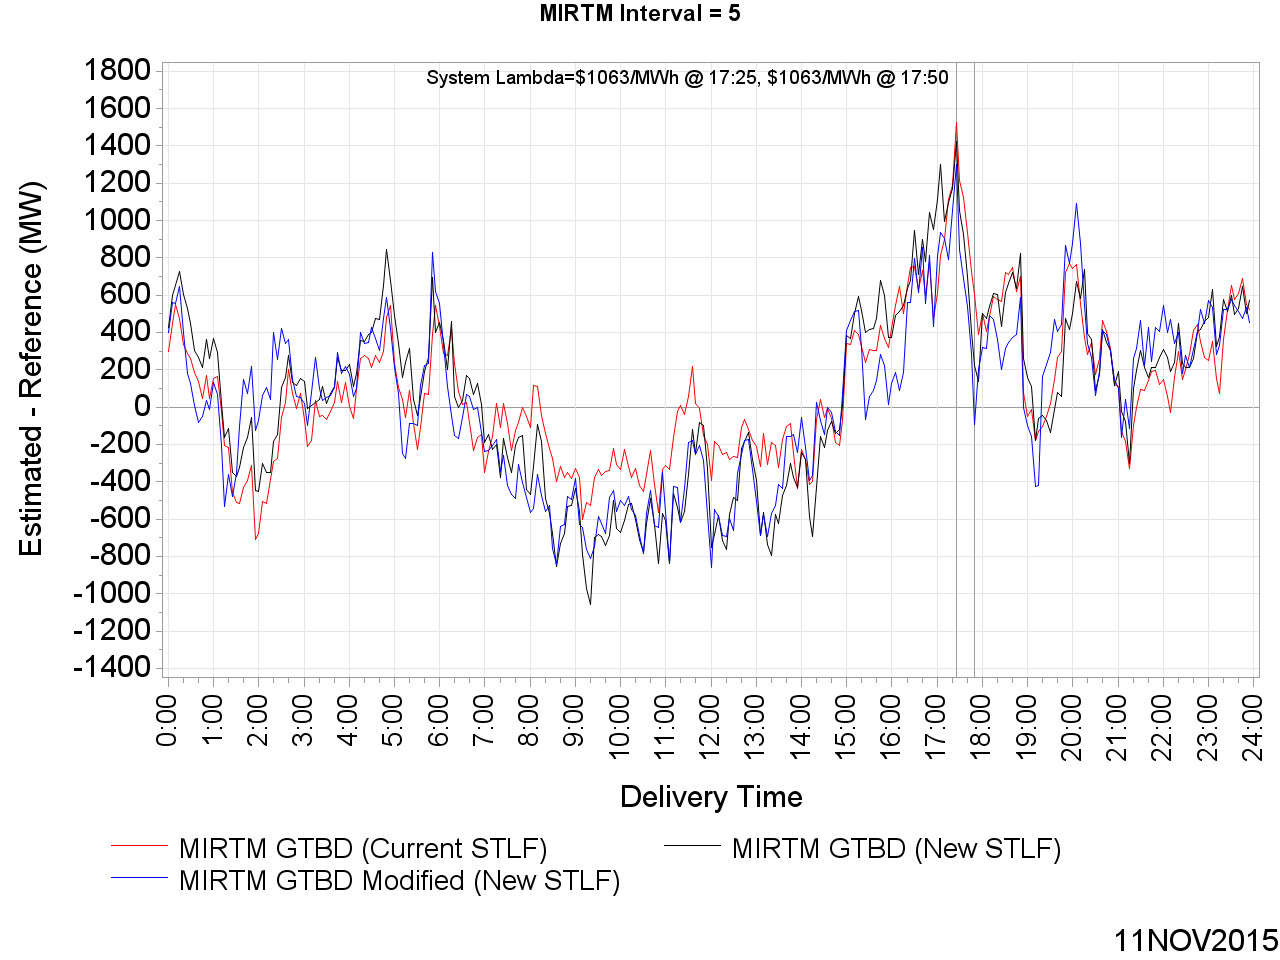 MIRTM Interval = 5
System Lambda=$1063/MWh @ 17:25, $1063/MWh @ 17:50
1800
1600
1400
1200
1000
800
600
400
200
0
-200
-400
-600
-800
-1000
-1200
-1400
Estimated - Reference (MW)
0:00 1:00 2:00 3:00 4:00 5:00 6:00 7:00 8:00 9:00 10:00 11:00 12:00 13:00 14:00 15:00 16:00 17:00 18:00 19:00 20:00 21:00 22:00 23:00 24:00
Delivery Time
MIRTM GTBD (Current STLF) MIRTM GTBD (New STLF)
MIRTM GTBD Modified (New STLF)
11NOV2015